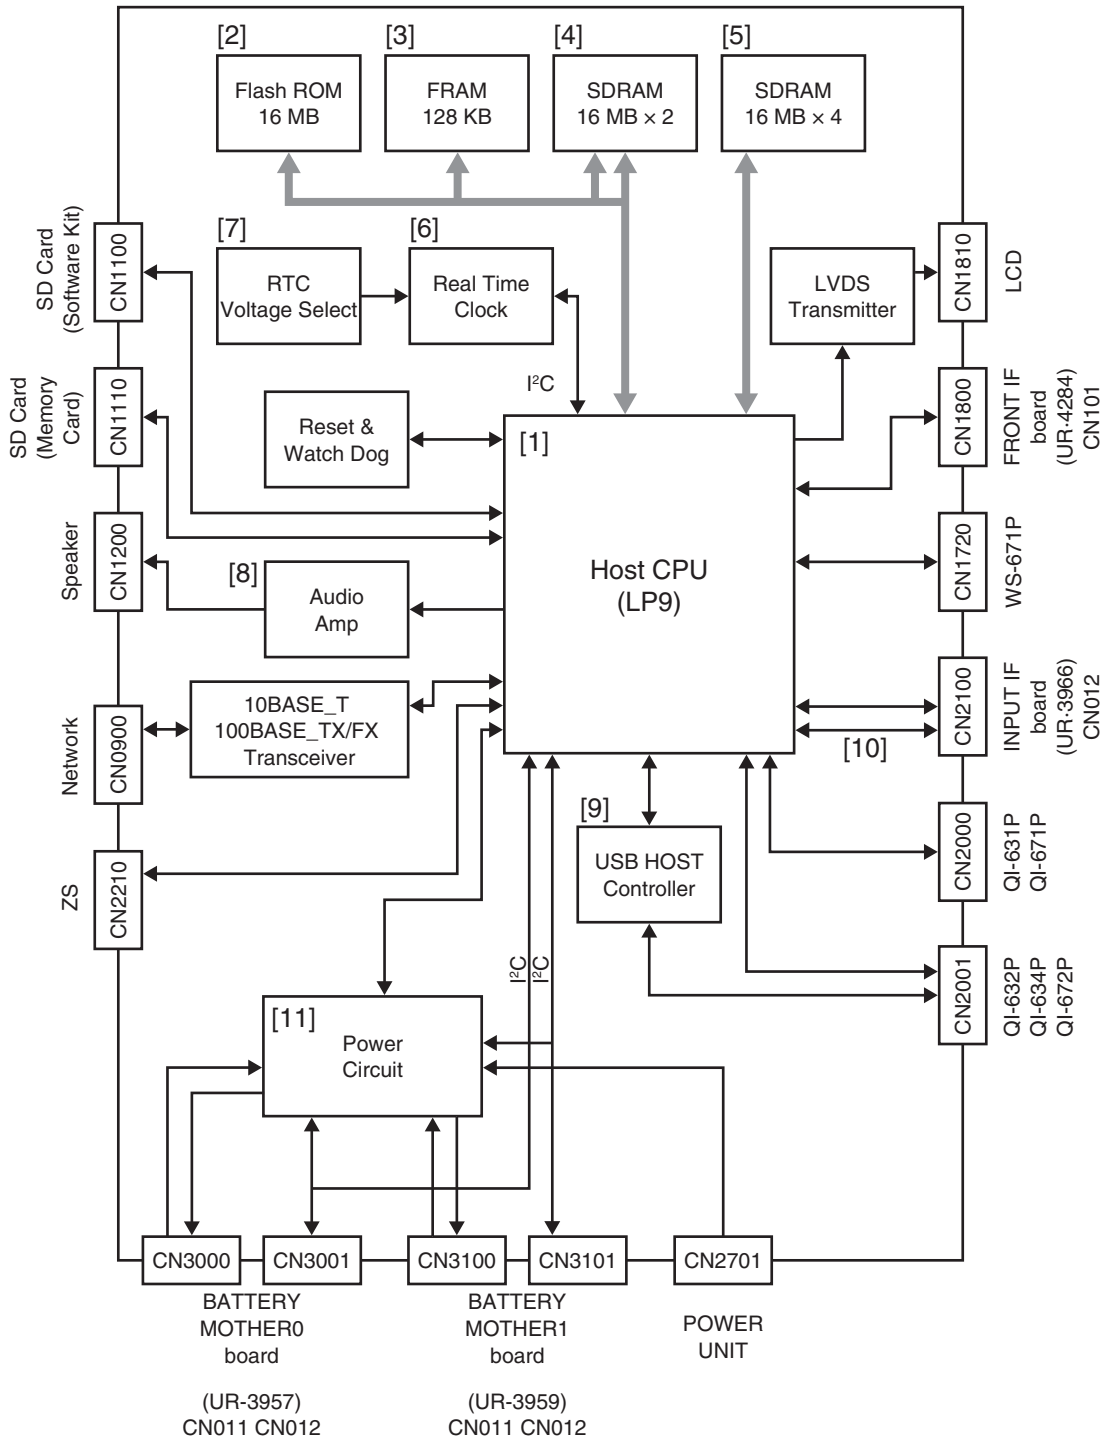 [2]
[3]
[4]
[5]
Flash ROM
16 MB
FRAM
128 KB
SDRAM
16 MB × 2
SDRAM
16 MB × 4
[7]
[6]
RTC
Voltage Select
Real Time
Clock
LVDS
Transmitter
SD Card
(Software Kit)
CN1100
CN1810
LCD
I²C
SD Card
(Memory
Card)
CN1110
Reset &
Watch Dog
[1]
Host CPU
(LP9)
CN1800
FRONT IF
board
(UR·4284)
CN101
Speaker
CN1200
[8]
Audio
Amp
CN1720
WS-671P
Network
CN0900
10BASE_T
100BASE_TX/FX
Transceiver
[10]
CN2100
INPUT IF
board
(UR·3966)
CN012
ZS
CN2210
[9]
USB HOST
Controller
CN2000
QI-631P
QI-671P
I²C
I²C
CN2001
QI-632P
QI-634P
QI-672P
[11]
Power
Circuit
CN3000
CN3001
CN3100
CN3101
CN2701
BATTERY
MOTHER0
board
(UR-3957)
CN011 CN012
BATTERY
MOTHER1
board
(UR-3959)
CN011 CN012
POWER
UNIT